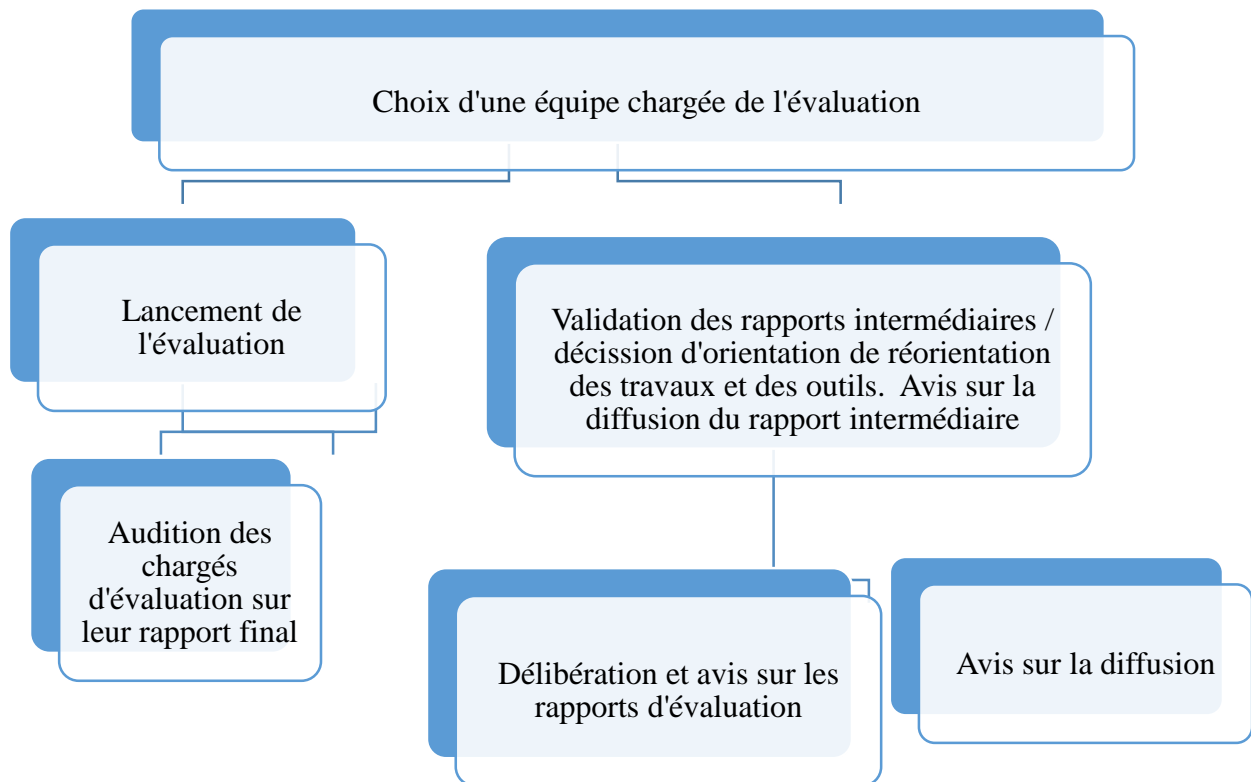 Choix d'une équipe chargée de l'évaluation
Lancement de
l'évaluation
Validation des rapports intermédiaires /
décission d'orientation de réorientation
des travaux et des outils. Avis sur la
diffusion du rapport intermédiaire
Audition des
chargés
d'évaluation sur
leur rapport final
Délibération et avis sur les
rapports d'évaluation
Avis sur la diffusion